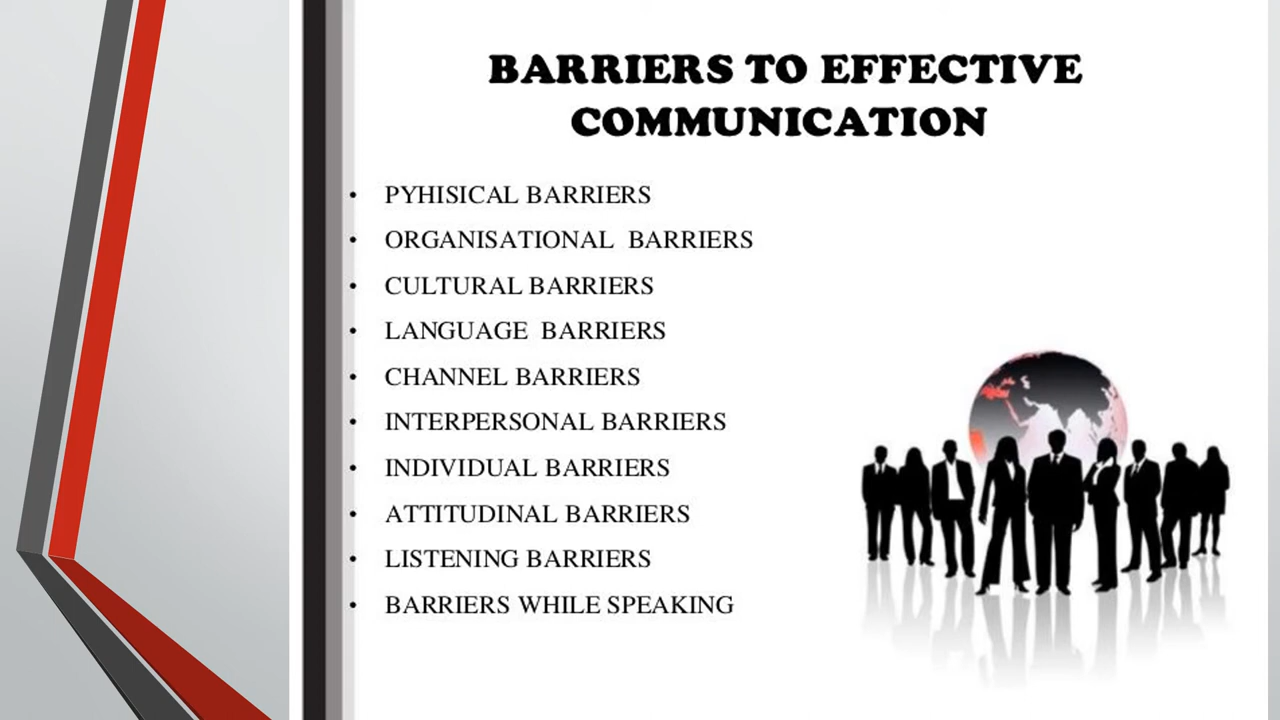 BARRIERS TO EFFECTIVE
COMMUNICATION
• PYHISICAL BARRIERS
• ORGANISATIONAL BARRIERS
• CULTURAL BARRIERS
• LANGUAGE BARRIERS
• CHANNEL BARRIERS
• INTERPERSONAL BARRIERS
• INDIVIDUAL BARRIERS
• ATTITUDINAL BARRIERS
• LISTENING BARRIERS
• BARRIERS WHILE SPEAKING